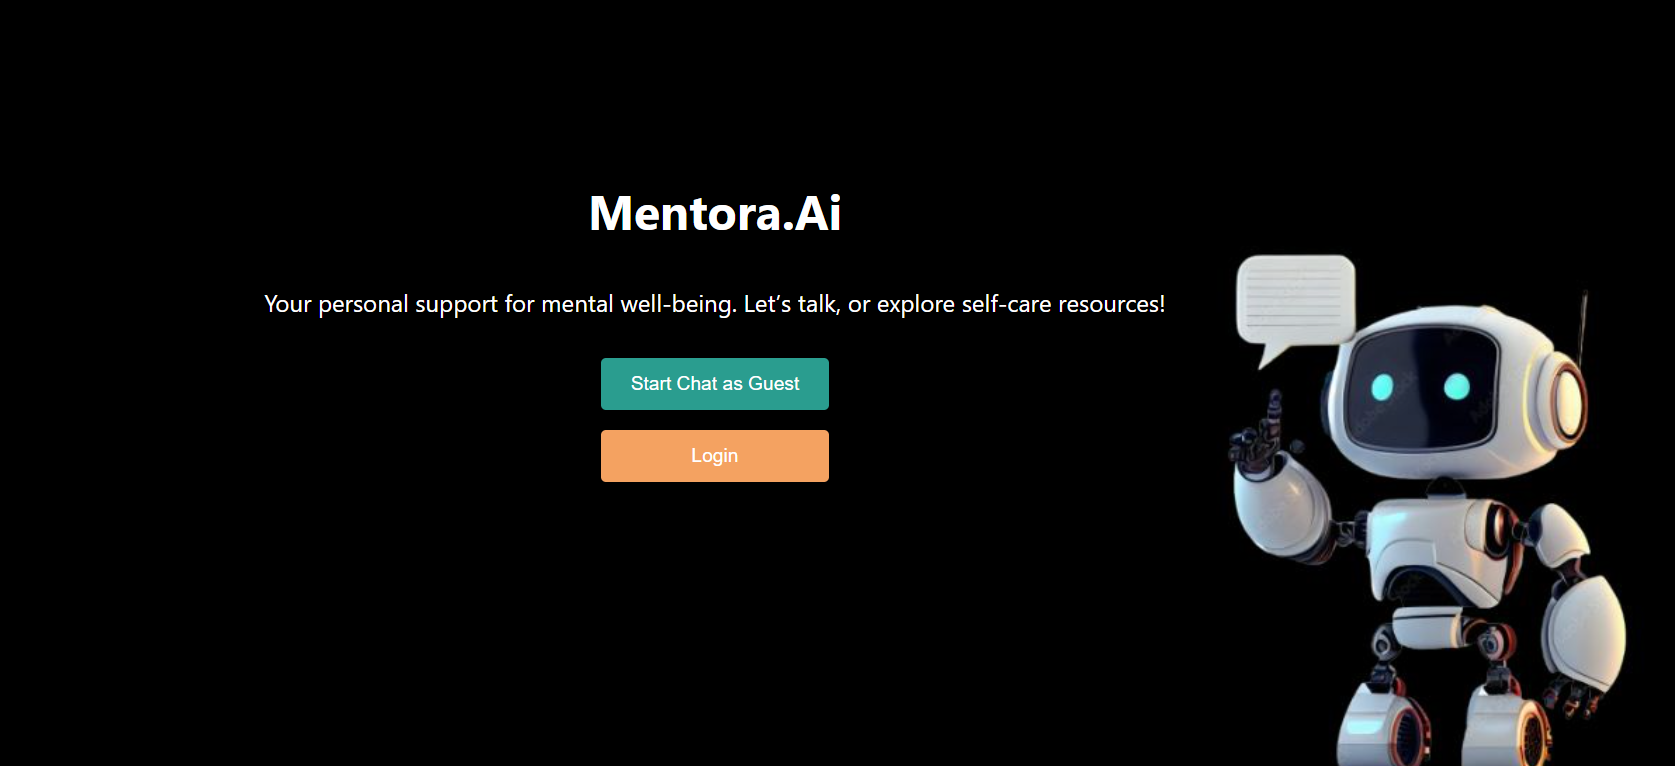 Mentora.Ai
Your personal support for mental well-being. Let’s talk, or explore self-care resources!
Start Chat as Guest
Login